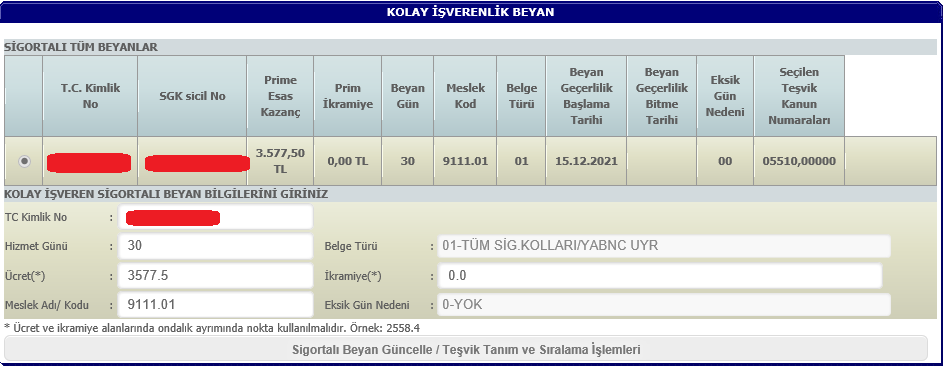 KOLAY İŞVERENLİK BEYAN
SİGORTALI TÜM BEYANLAR
T.C. Kimlik No
SGK sicil No
Prime Esas Kazanç
Prim İkramiye
Beyan Gün
Meslek Kod
Belge Türü
Beyan Geçerlilik Başlama Tarihi
Beyan Geçerlilik Bitme Tarihi
Eksik Gün Nedeni
Seçilen Teşvik Kanun Numaraları
3.577,50 TL
0,00 TL
30
9111.01
01
15.12.2021
00
05510,00000
KOLAY İŞVEREN SİGORTALI BEYAN BİLGİLERİNİ GİRİNİZ
TC Kimlik No :
Hizmet Günü : 30 Belge Türü : 01-TÜM SİG.KOLLARI/YABNC UYR
Ücret(*) : 3577.5 İkramiye(*) : 0.0
Meslek Adı/ Kodu : 9111.01 Eksik Gün Nedeni : 0-YOK
* Ücret ve ikramiye alanlarında ondalık ayrımında nokta kullanılmalıdır. Örnek: 2558.4
Sigortalı Beyan Güncelle / Teşvik Tanım ve Sıralama İşlemleri